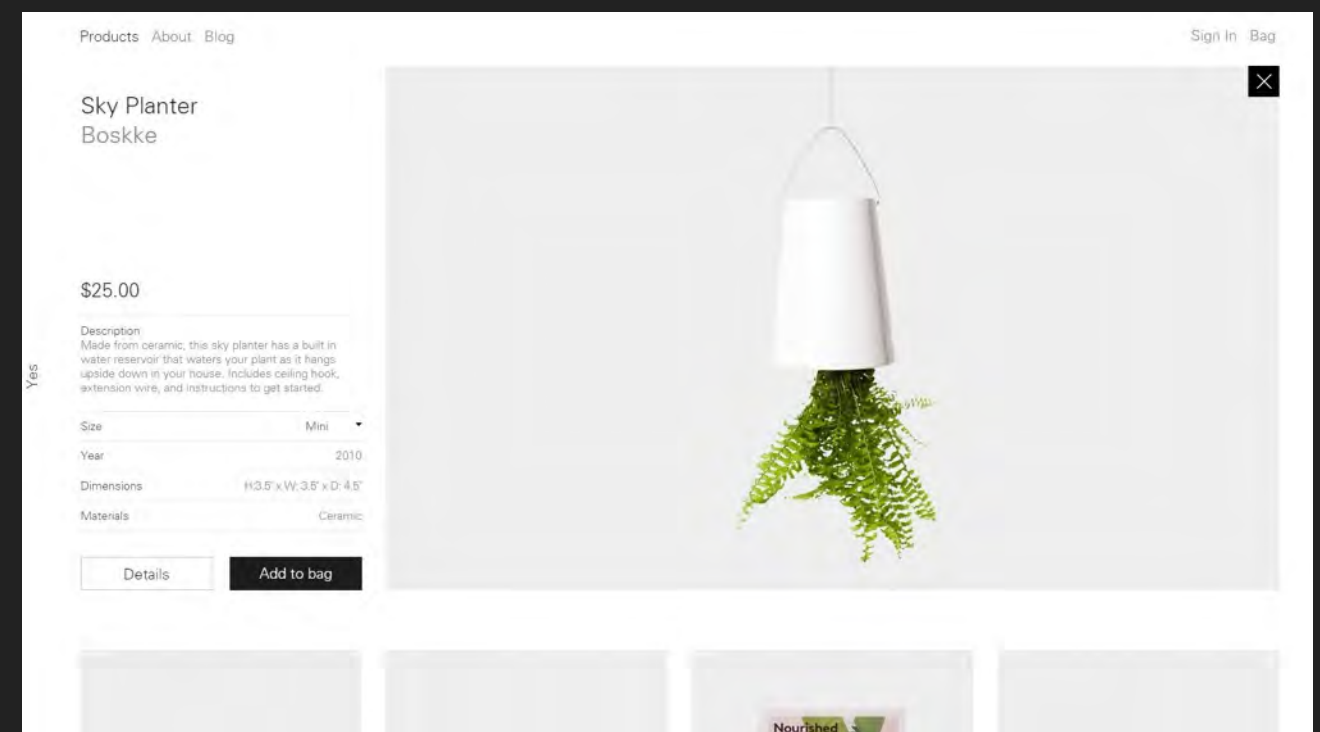 Products About Blog
Sign In Bag
Sky Planter
Boskke
$25.00
Description
Made from ceramic, this sky planter has a built in
water reservoir that waters your plant as it hangs
upside down in your house. Includes ceiling hook,
extension wire, and instructions to get started.
Yes
Size Mini
Year 2010
Dimensions H:3.5" x W: 3.5" x D: 4.5"
Materials Ceramic
Details Add to bag
Nourished